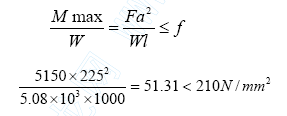 M max / W = Fa² / Wl ≤ f
5150 × 225² / 5.08 × 10³ × 1000 = 51.31 < 210N / mm²